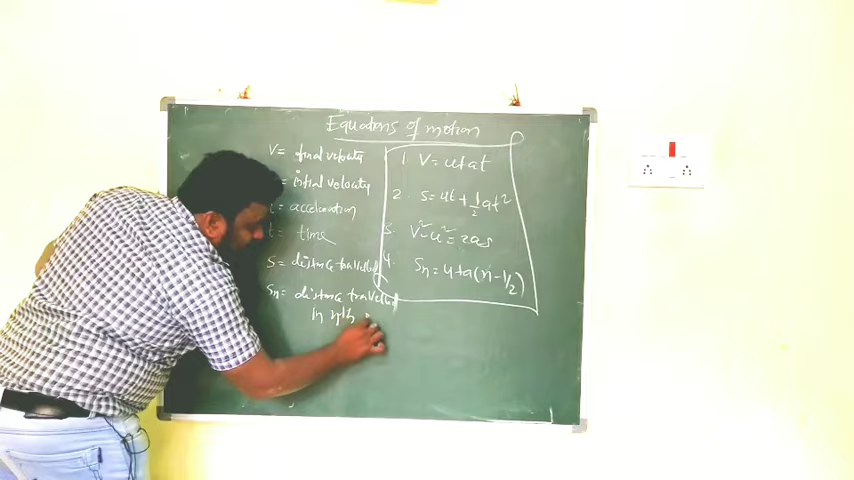 Equations of motion
V = final velocity
= initial velocity
= acceleration
t = time
S = distance travelled
Sn = distance travelled
in nth
1 V = u+at
2. S = ut + 1/2 at²
3. V²-u² = 2as
4. Sn = u+a(n-1/2)